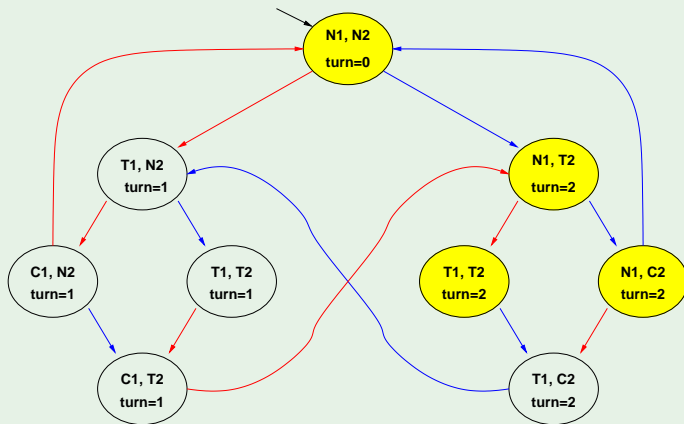 N1, N2
turn=0
T1, N2
turn=1
N1, T2
turn=2
C1, N2
turn=1
T1, T2
turn=1
T1, T2
turn=2
N1, C2
turn=2
C1, T2
turn=1
T1, C2
turn=2